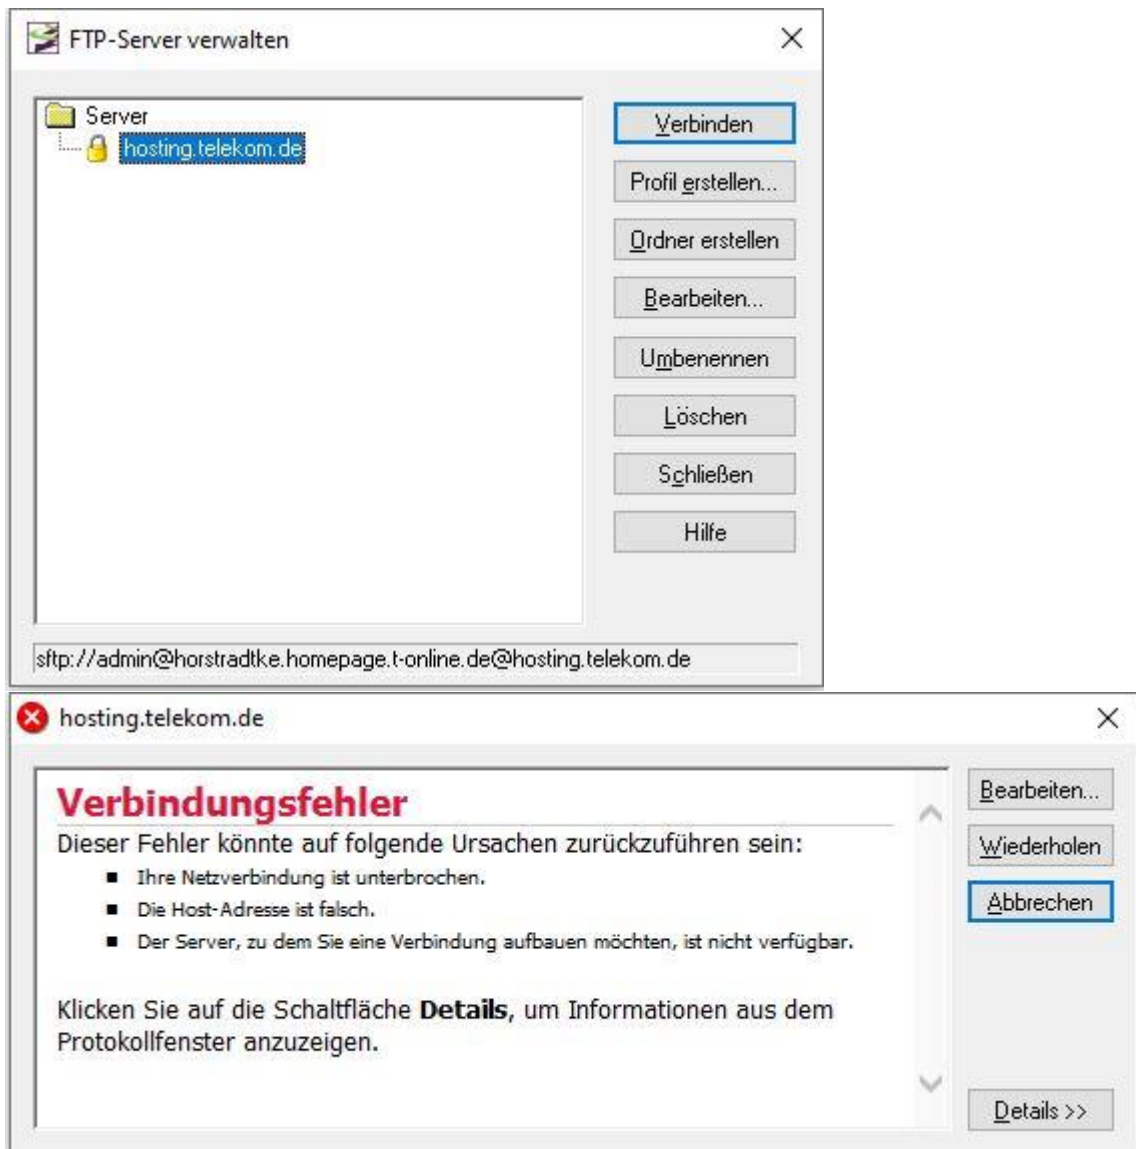 FTP-Server verwalten
Server
hosting.telekom.de
Verbinden
Profil erstellen...
Ordner erstellen
Bearbeiten...
Umbenennen
Löschen
Schließen
Hilfe
sftp://admin@horstradtke.homepage.t-online.de@hosting.telekom.de
hosting.telekom.de
Verbindungsfehler
Dieser Fehler könnte auf folgende Ursachen zurückzuführen sein:
Ihre Netzverbindung ist unterbrochen.
Die Host-Adresse ist falsch.
Der Server, zu dem Sie eine Verbindung aufbauen möchten, ist nicht verfügbar.
Klicken Sie auf die Schaltfläche Details, um Informationen aus dem
Protokollfenster anzuzeigen.
Bearbeiten...
Wiederholen
Abbrechen
Details >>